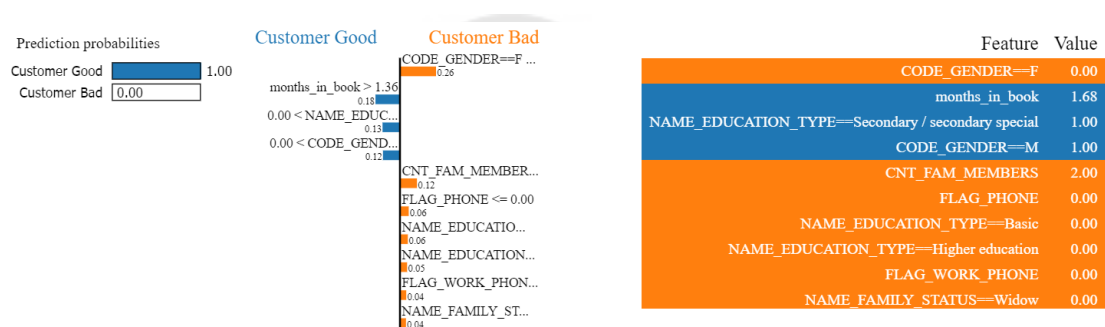 Prediction probabilities
Customer Good 1.00
Customer Bad 0.00
Customer Good Customer Bad
CODE_GENDER==F ...
0.26
months_in_book > 1.36
0.18
0.00 < NAME_EDUC...
0.13
0.00 < CODE_GEND...
0.12
CNT_FAM_MEMBER...
0.12
FLAG_PHONE <= 0.00
0.06
NAME_EDUCATIO...
0.06
NAME_EDUCATION...
0.05
FLAG_WORK_PHON...
0.04
NAME_FAMILY_ST...
0.04
Feature Value
CODE_GENDER==F 0.00
months_in_book 1.68
NAME_EDUCATION_TYPE==Secondary / secondary special 1.00
CODE_GENDER==M 1.00
CNT_FAM_MEMBERS 2.00
FLAG_PHONE 0.00
NAME_EDUCATION_TYPE==Basic 0.00
NAME_EDUCATION_TYPE==Higher education 0.00
FLAG_WORK_PHONE 0.00
NAME_FAMILY_STATUS==Widow 0.00